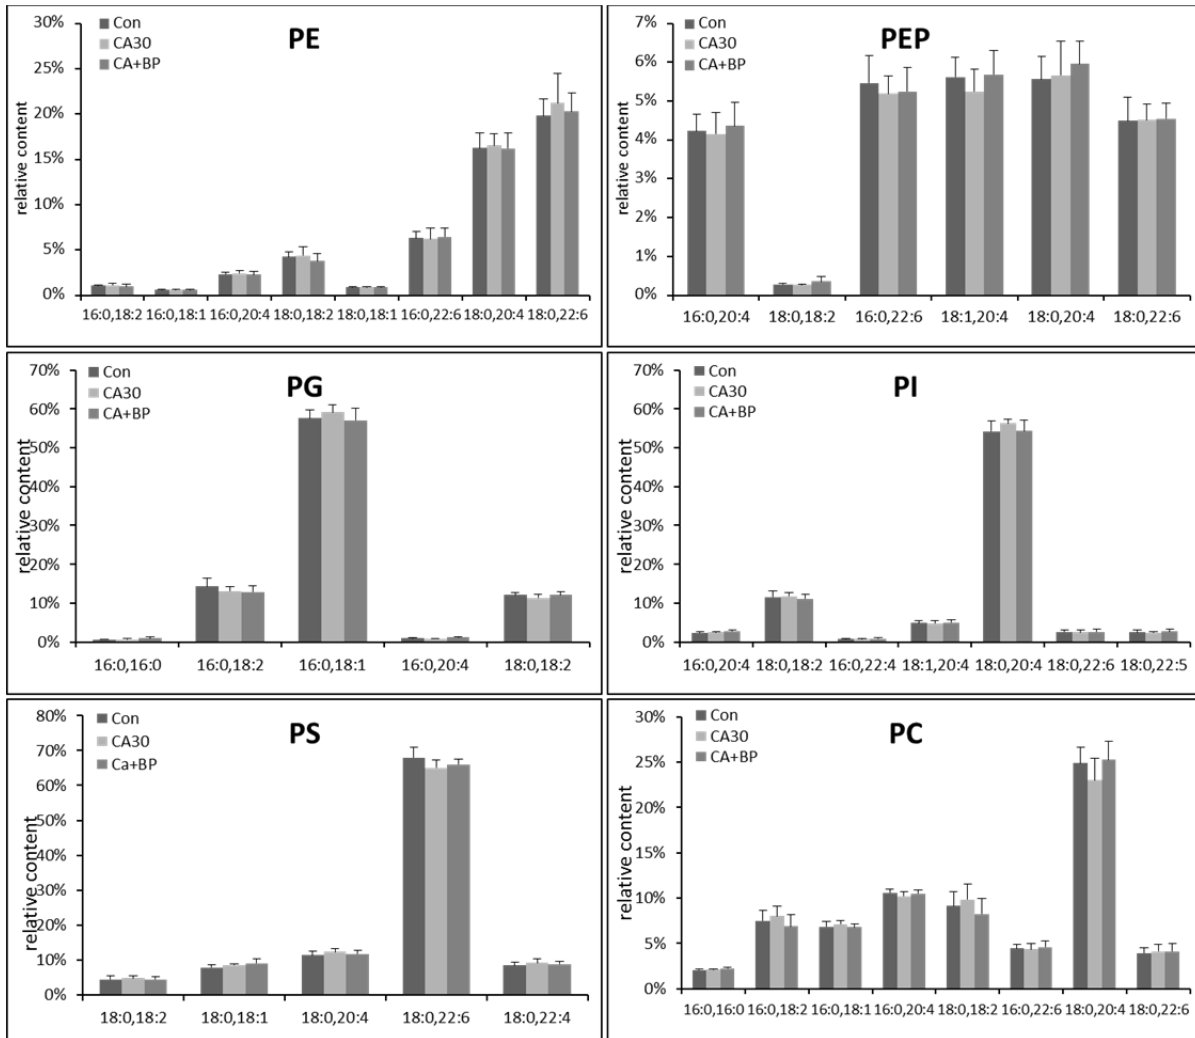 PE
Con
CA30
CA+BP
relative content
30%
25%
20%
15%
10%
5%
0%
16:0,18:2 16:0,18:1 16:0,20:4 18:0,18:2 18:0,18:1 16:0,22:6 18:0,20:4 18:0,22:6
PEP
Con
CA30
CA+BP
relative content
7%
6%
5%
4%
3%
2%
1%
0%
16:0,20:4 18:0,18:2 16:0,22:6 18:1,20:4 18:0,20:4 18:0,22:6
PG
Con
CA30
CA+BP
relative content
70%
60%
50%
40%
30%
20%
10%
0%
16:0,16:0 16:0,18:2 16:0,18:1 16:0,20:4 18:0,18:2
PI
Con
CA30
CA+BP
relative content
70%
60%
50%
40%
30%
20%
10%
0%
16:0,20:4 18:0,18:2 16:0,22:4 18:1,20:4 18:0,20:4 18:0,22:6 18:0,22:5
PS
Con
CA30
Ca+BP
relative content
80%
70%
60%
50%
40%
30%
20%
10%
0%
18:0,18:2 18:0,18:1 18:0,20:4 18:0,22:6 18:0,22:4
PC
Con
CA30
CA+BP
relative content
30%
25%
20%
15%
10%
5%
0%
16:0,16:0 16:0,18:2 16:0,18:1 16:0,20:4 18:0,18:2 16:0,22:6 18:0,20:4 18:0,22:6